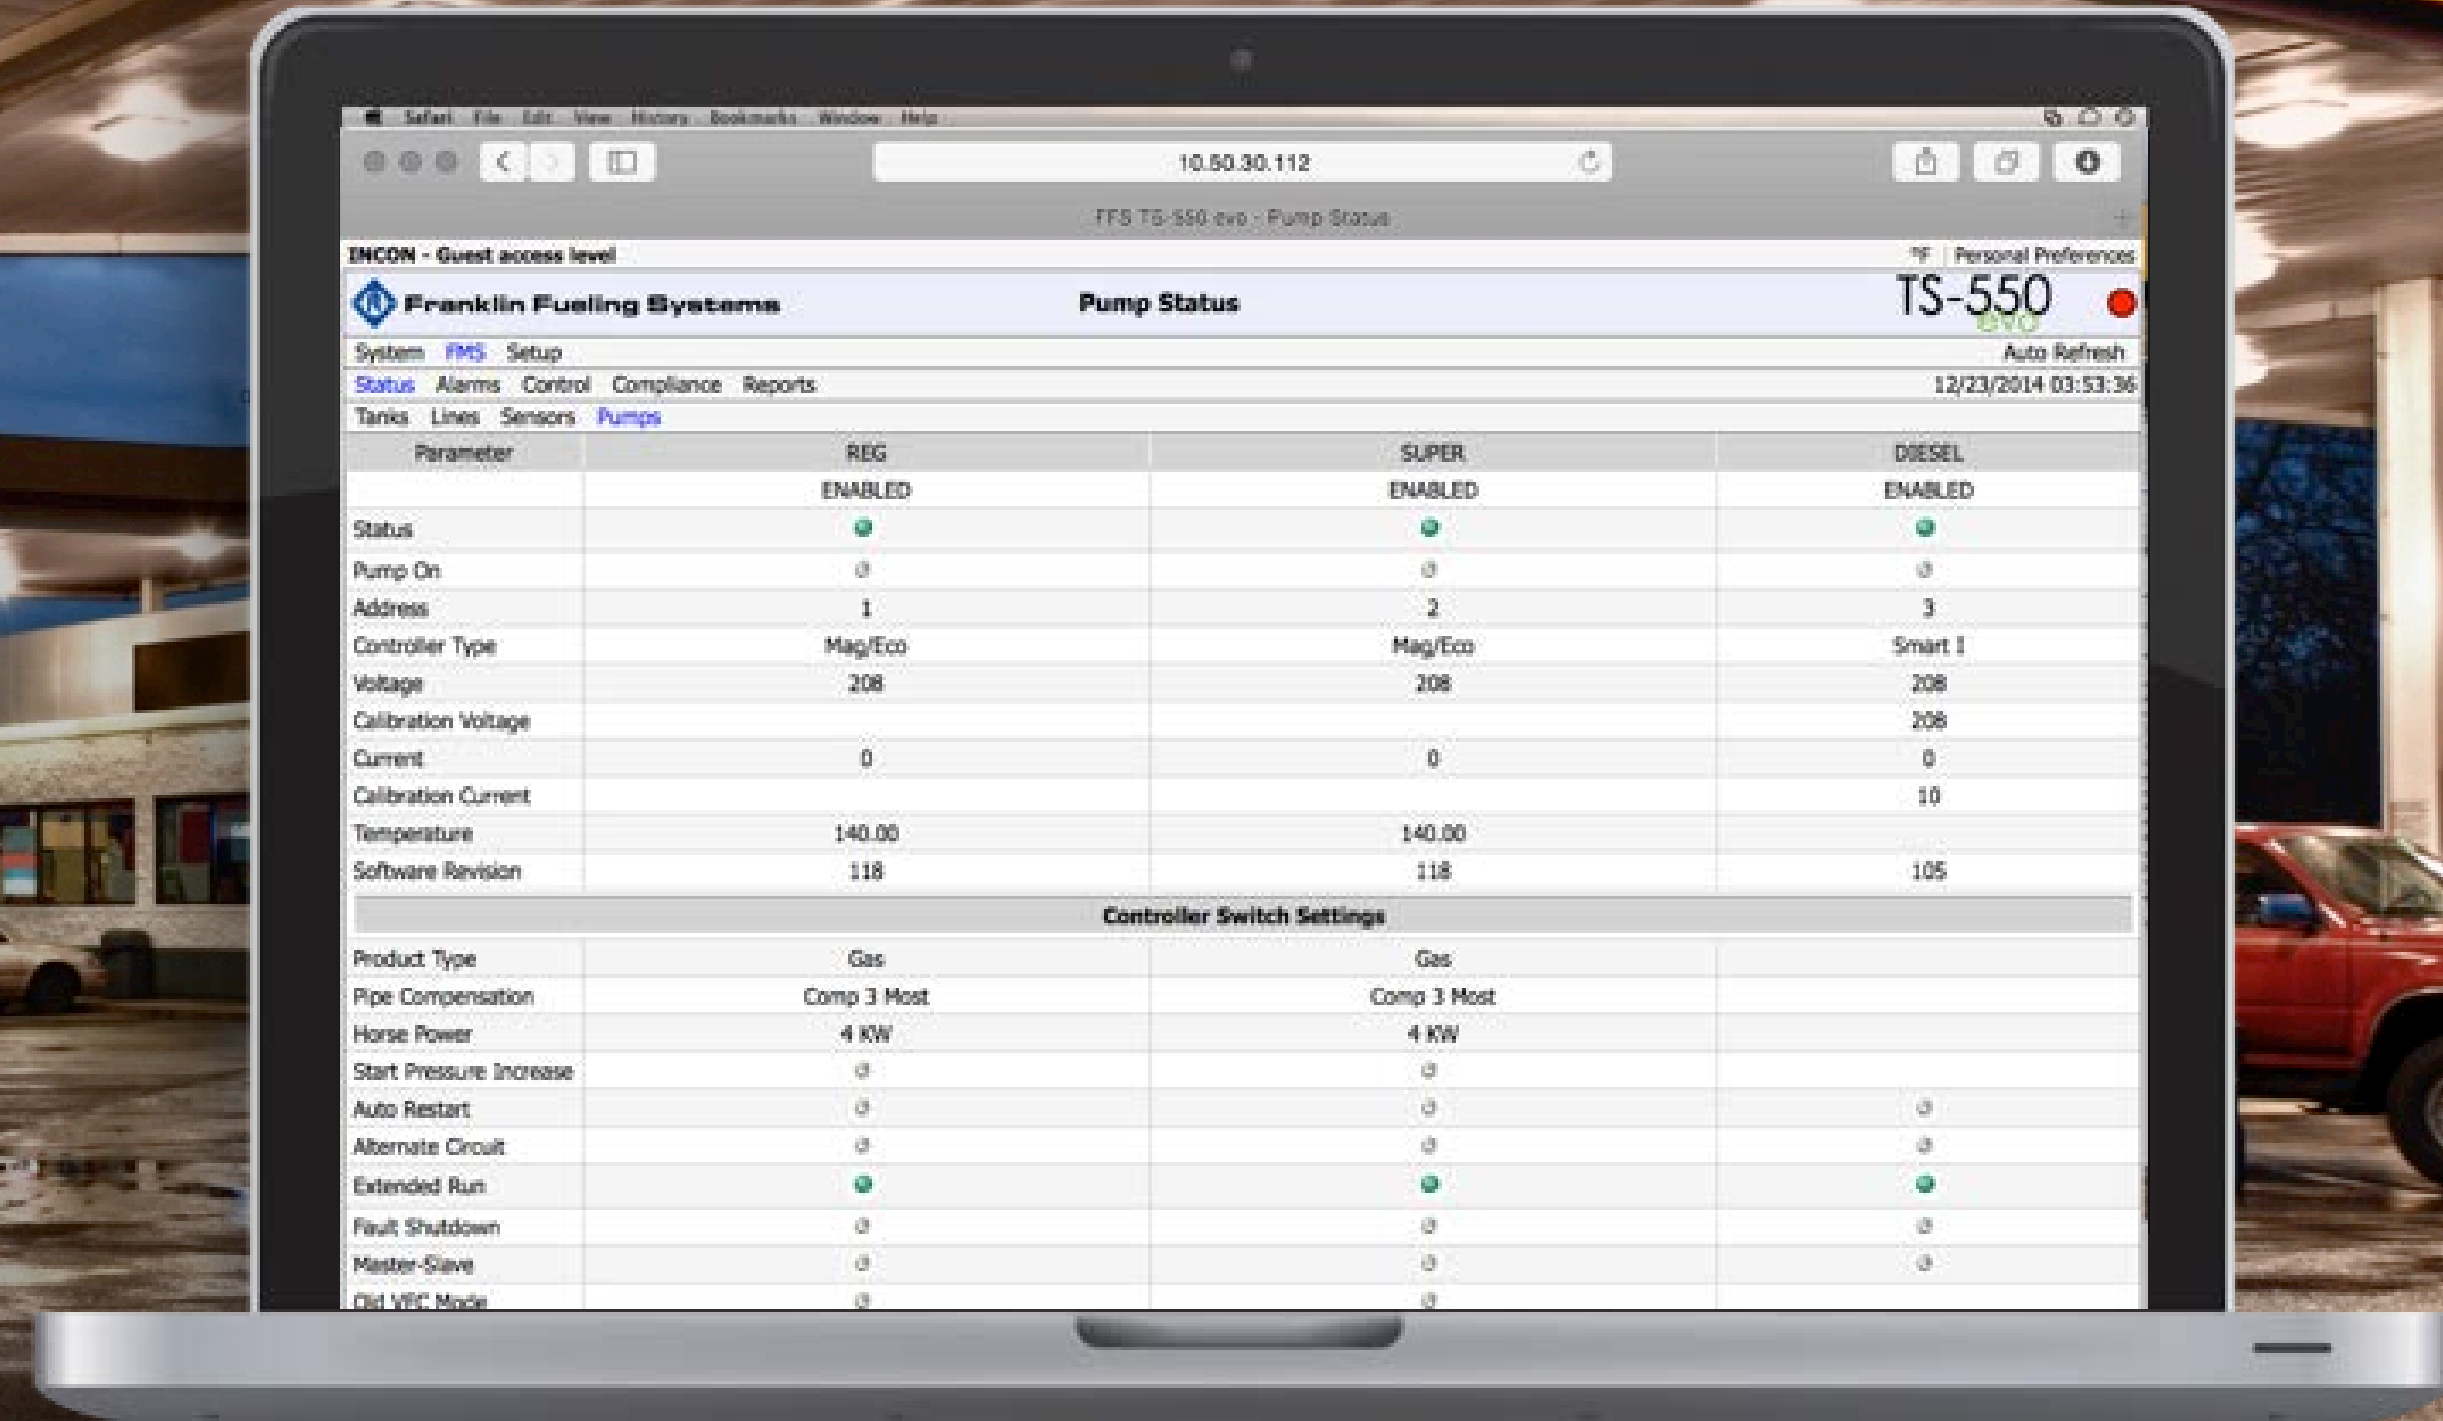 Safari File Edit View History Bookmarks Window Help
10.50.30.112
FFS TS-550 evo - Pump Status
INCON - Guest access level °F Personal Preferences
Franklin Fueling Systems Pump Status TS-550
evo
System FMS Setup Auto Refresh
Status Alarms Control Compliance Reports 12/23/2014 03:53:36
Tanks Lines Sensors Pumps
Parameter REG SUPER DIESEL
ENABLED ENABLED ENABLED
Status
Pump On
Address 1 2 3
Controller Type Mag/Eco Mag/Eco Smart I
Voltage 208 208 208
Calibration Voltage 208
Current 0 0 0
Calibration Current 10
Temperature 140.00 140.00
Software Revision 118 118 105
Controller Switch Settings
Product Type Gas Gas
Pipe Compensation Comp 3 Most Comp 3 Most
Horse Power 4 KW 4 KW
Start Pressure Increase
Auto Restart
Alternate Circuit
Extended Run
Fault Shutdown
Master-Slave
Old VFC Mode